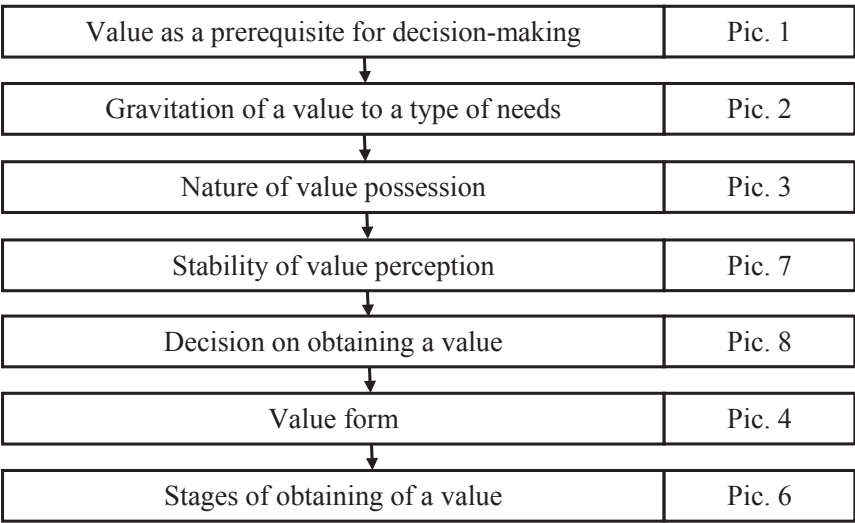 Value as a prerequisite for decision-making Pic. 1
Gravitation of a value to a type of needs Pic. 2
Nature of value possession Pic. 3
Stability of value perception Pic. 7
Decision on obtaining a value Pic. 8
Value form Pic. 4
Stages of obtaining of a value Pic. 6